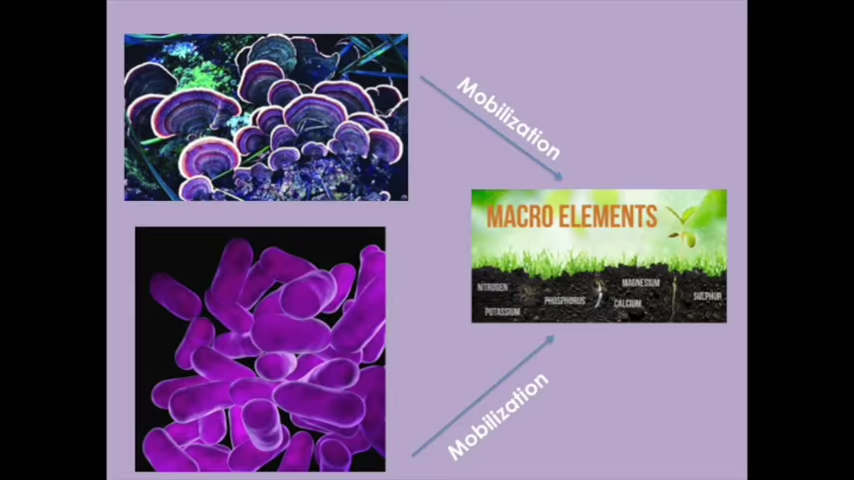 Mobilization
MACRO ELEMENTS
NITROGEN
MAGNESIUM
PHOSPHORUS
CALCIUM
SULPHUR
POTASSIUM
Mobilization